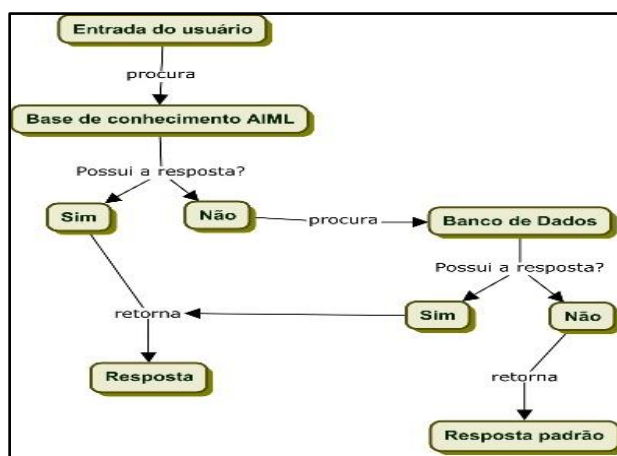 Entrada do usuário
procura
Base de conhecimento AIML
Possui a resposta?
Sim
Não
procura
Banco de Dados
Possui a resposta?
retorna
Sim
Não
Resposta
retorna
Resposta padrão